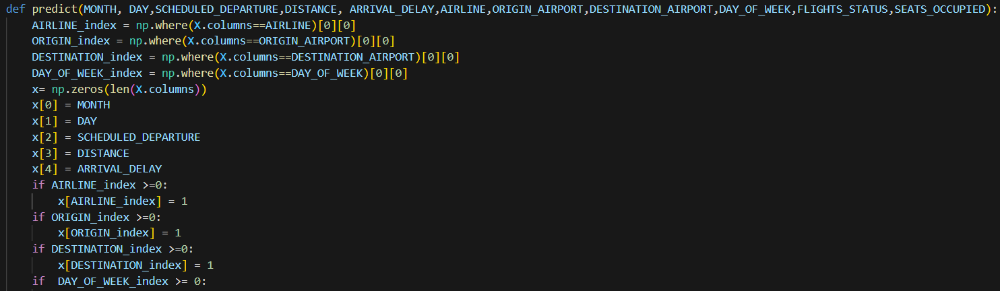 def predict(MONTH, DAY,SCHEDULED_DEPARTURE,DISTANCE, ARRIVAL_DELAY,AIRLINE,ORIGIN_AIRPORT,DESTINATION_AIRPORT,DAY_OF_WEEK,FLIGHTS_STATUS,SEATS_OCCUPIED):
    AIRLINE_index = np.where(X.columns==AIRLINE)[0][0]
    ORIGIN_index = np.where(X.columns==ORIGIN_AIRPORT)[0][0]
    DESTINATION_index = np.where(X.columns==DESTINATION_AIRPORT)[0][0]
    DAY_OF_WEEK_index = np.where(X.columns==DAY_OF_WEEK)[0][0]
    x= np.zeros(len(X.columns))
    x[0] = MONTH
    x[1] = DAY
    x[2] = SCHEDULED_DEPARTURE
    x[3] = DISTANCE
    x[4] = ARRIVAL_DELAY
    if AIRLINE_index >=0:
        x[AIRLINE_index] = 1
    if ORIGIN_index >=0:
        x[ORIGIN_index] = 1
    if DESTINATION_index >=0:
        x[DESTINATION_index] = 1
    if  DAY_OF_WEEK_index >= 0: